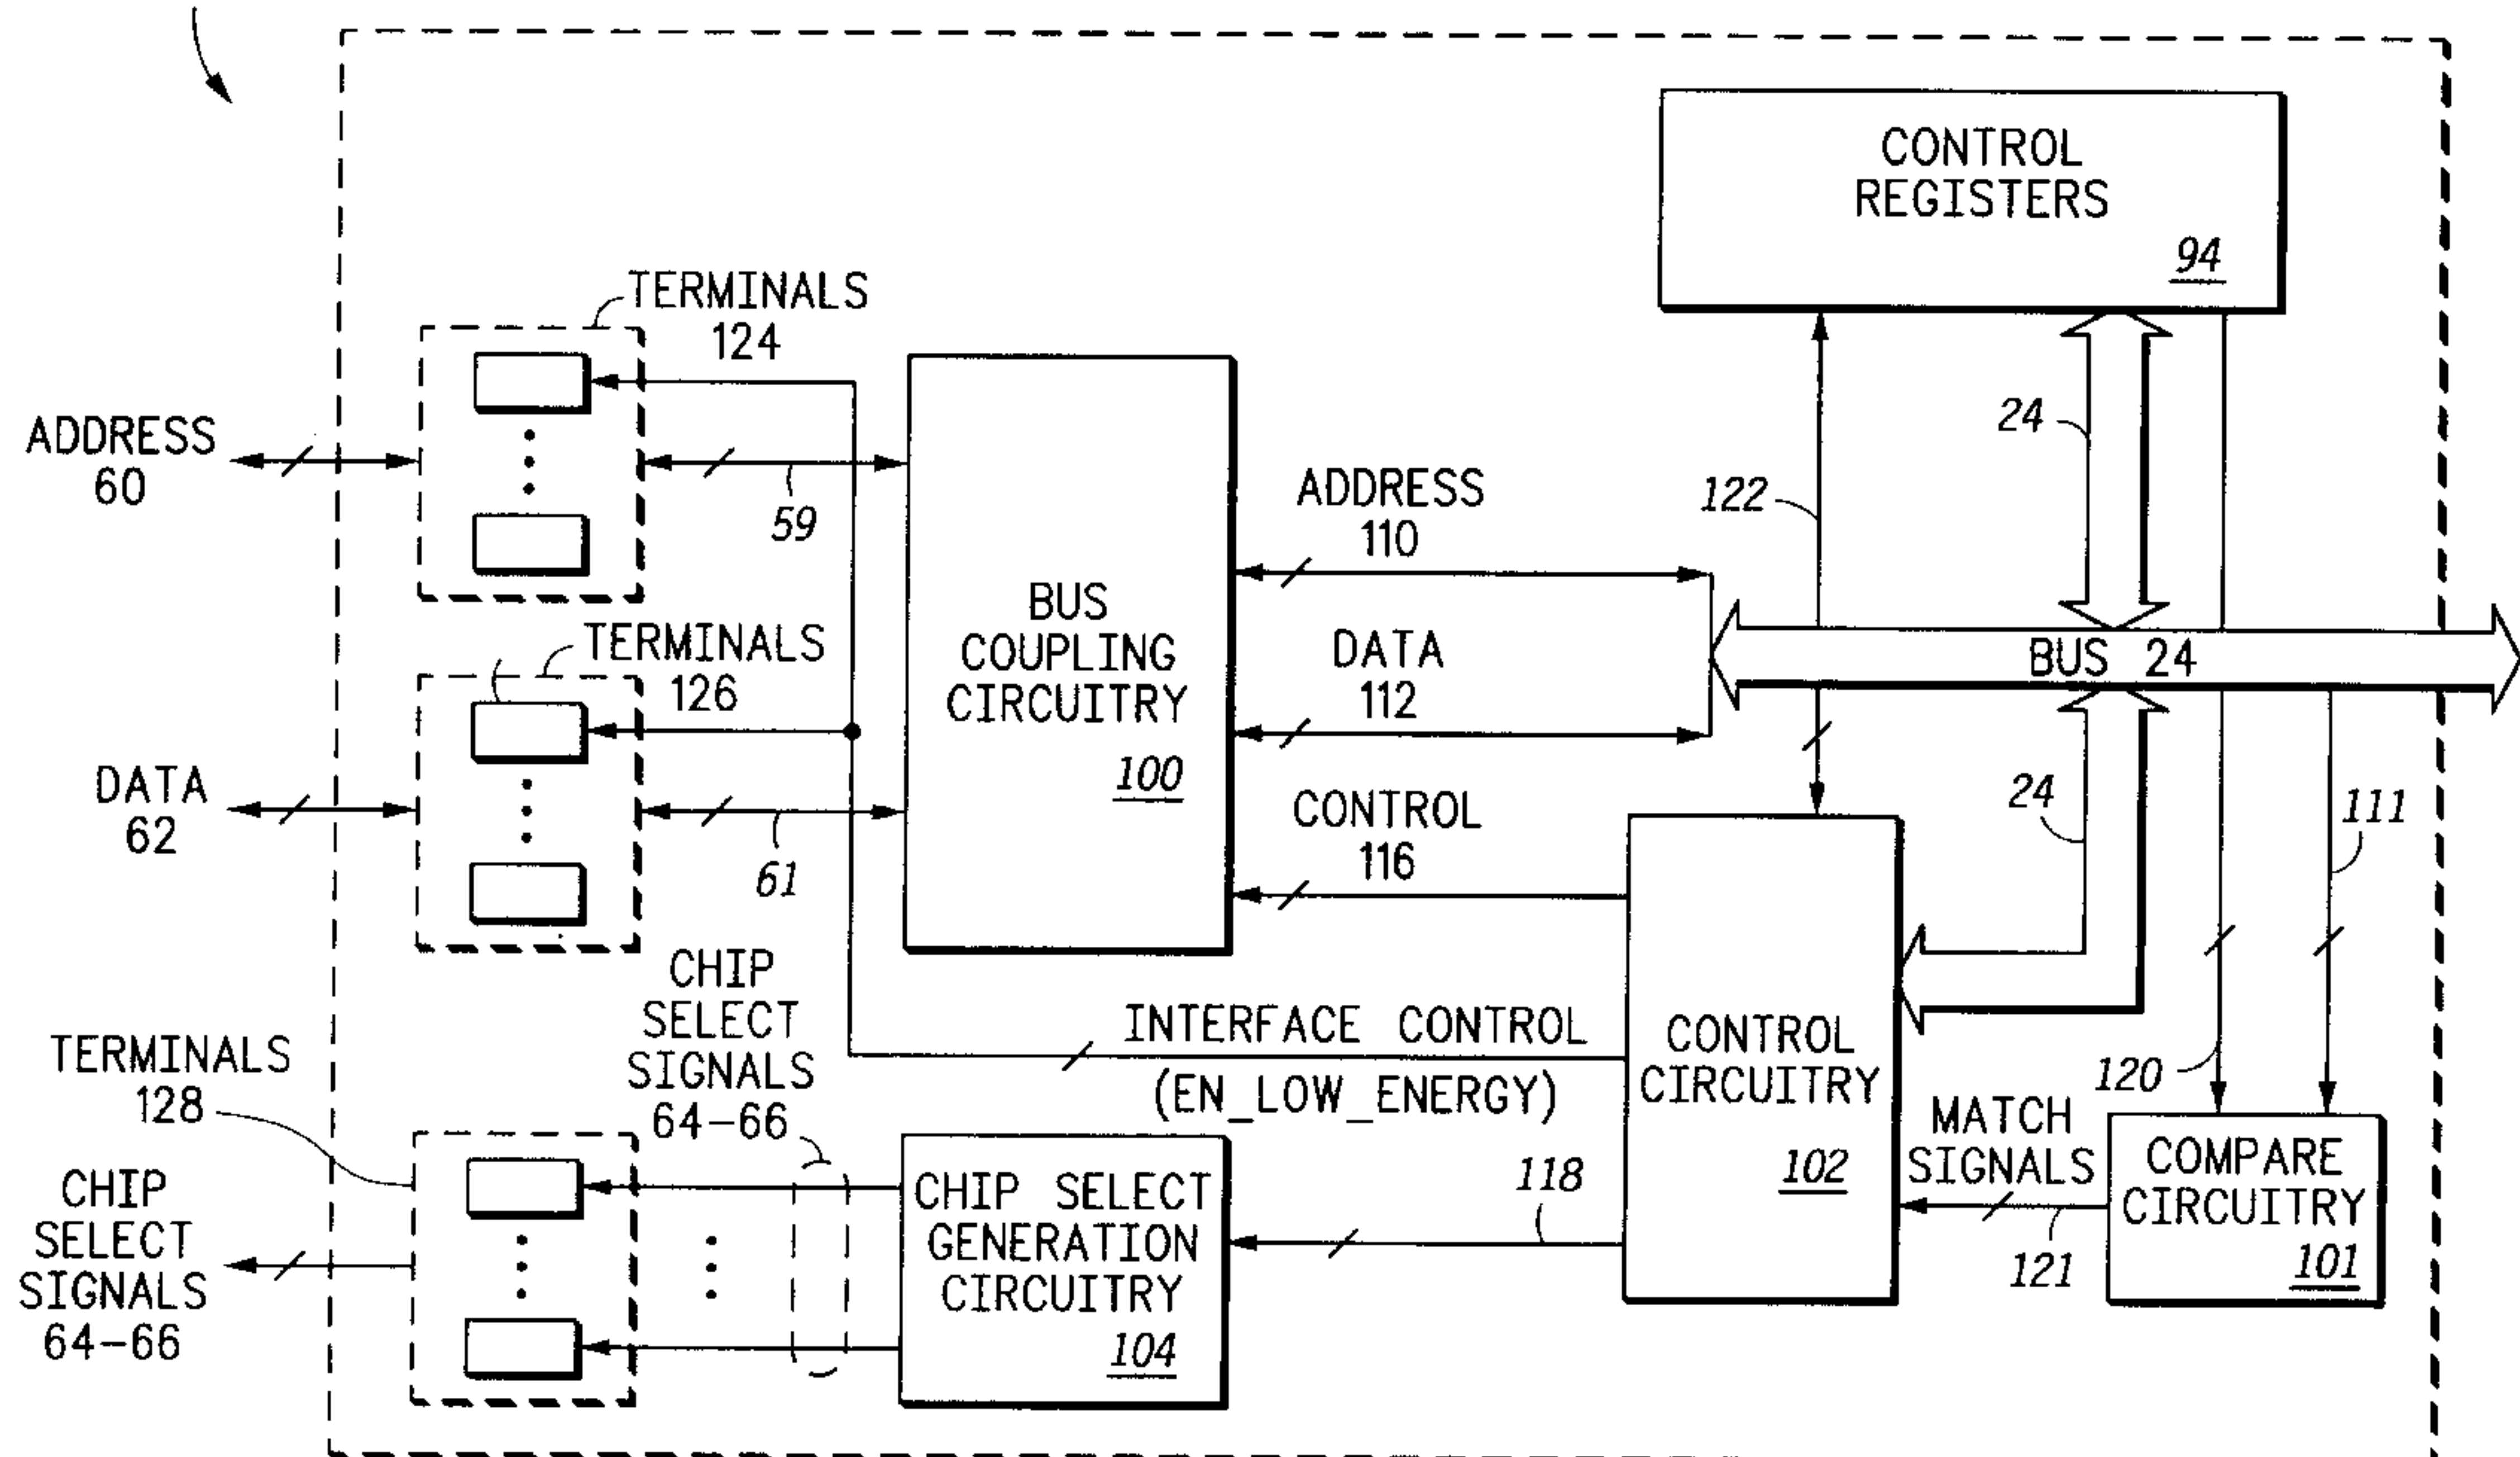 CONTROL
REGISTERS
94
TERMINALS
124
ADDRESS
60
59
24
122
ADDRESS
110
BUS
COUPLING
CIRCUITRY
100
TERMINALS
126
DATA
112
BUS 24
DATA
62
61
CONTROL
116
24
111
CHIP
SELECT
SIGNALS
64-66
INTERFACE CONTROL
(EN_LOW_ENERGY)
CONTROL
CIRCUITRY
102
120
TERMINALS
128
MATCH
SIGNALS
121
COMPARE
CIRCUITRY
101
CHIP
SELECT
SIGNALS
64-66
CHIP SELECT
GENERATION
CIRCUITRY
104
118